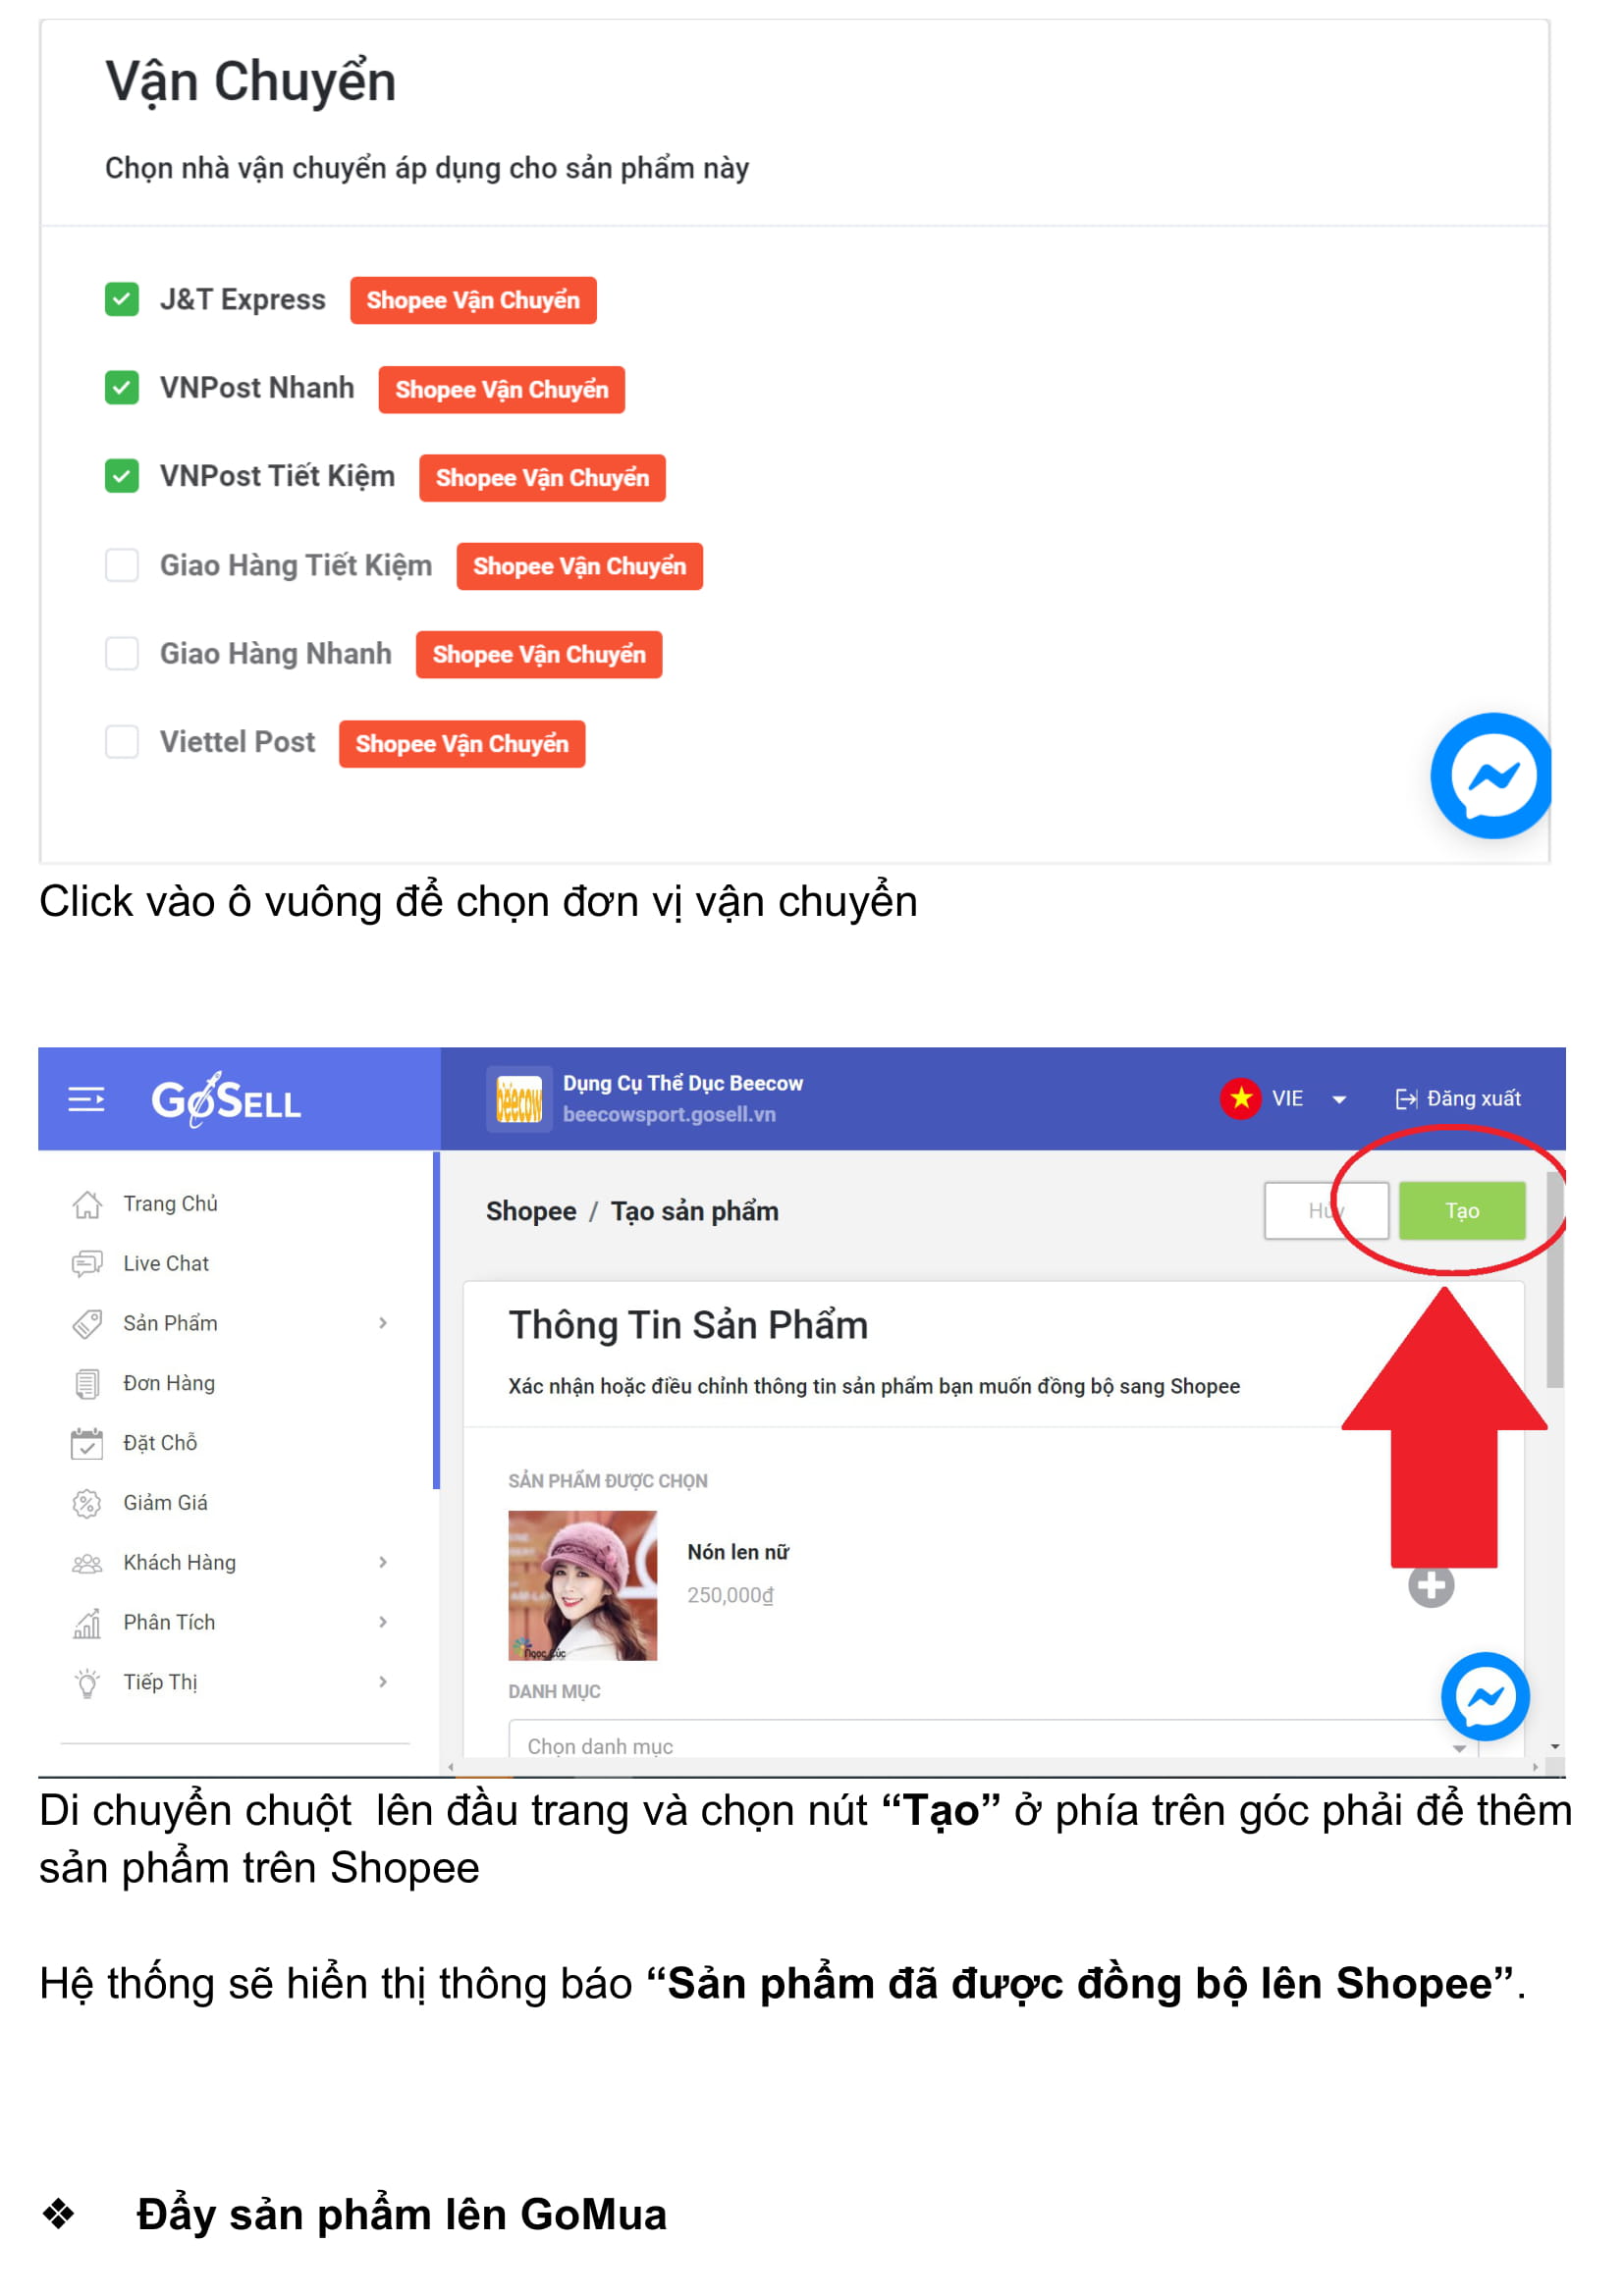 Vận Chuyển
Chọn nhà vận chuyển áp dụng cho sản phẩm này
J&T Express Shopee Vận Chuyển
VNPost Nhanh Shopee Vận Chuyển
VNPost Tiết Kiệm Shopee Vận Chuyển
Giao Hàng Tiết Kiệm Shopee Vận Chuyển
Giao Hàng Nhanh Shopee Vận Chuyển
Viettel Post Shopee Vận Chuyển
Click vào ô vuông để chọn đơn vị vận chuyển
GoSELL
beecow
Dụng Cụ Thể Dục Beecow
beecowsport.gosell.vn
VIE
Đăng xuất
Trang Chủ
Live Chat
Sản Phẩm
Đơn Hàng
Đặt Chỗ
Giảm Giá
Khách Hàng
Phân Tích
Tiếp Thị
Shopee / Tạo sản phẩm
Hủy
Tạo
Thông Tin Sản Phẩm
Xác nhận hoặc điều chỉnh thông tin sản phẩm bạn muốn đồng bộ sang Shopee
SẢN PHẨM ĐƯỢC CHỌN
Ngọc Cúc
Nón len nữ
250,000₫
DANH MỤC
Chọn danh mục
Di chuyển chuột lên đầu trang và chọn nút “Tạo” ở phía trên góc phải để thêm
sản phẩm trên Shopee
Hệ thống sẽ hiển thị thông báo “Sản phẩm đã được đồng bộ lên Shopee”.
❖ Đẩy sản phẩm lên GoMua